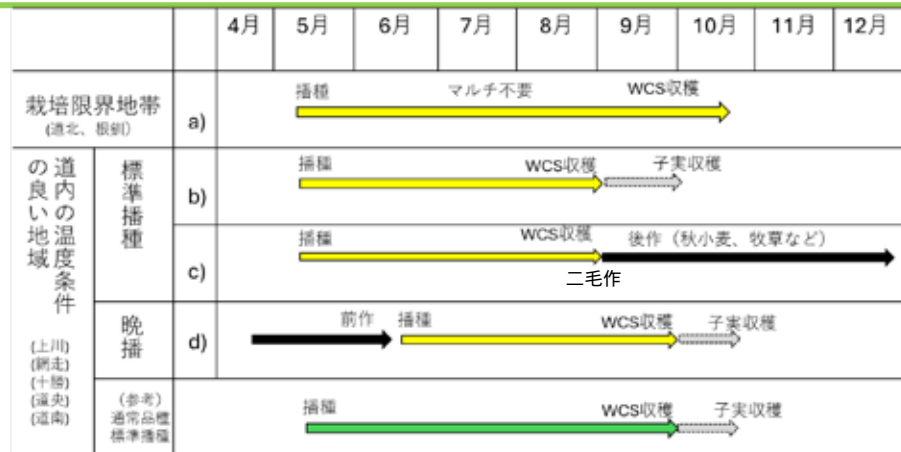 4月 5月 6月 7月 8月 9月 10月 11月 12月
栽培限界地帯
(道北、根釧)
a)
播種 マルチ不要 WCS収穫
道内の温度条件の良い地域
(上川)
(網走)
(十勝)
(道央)
(道南)
標準播種
b)
播種 WCS収穫 子実収穫
c)
播種 WCS収穫 後作（秋小麦、牧草など）
二毛作
晩播
d)
前作 播種 WCS収穫 子実収穫
（参考）
通常品種
標準播種
播種 WCS収穫 子実収穫